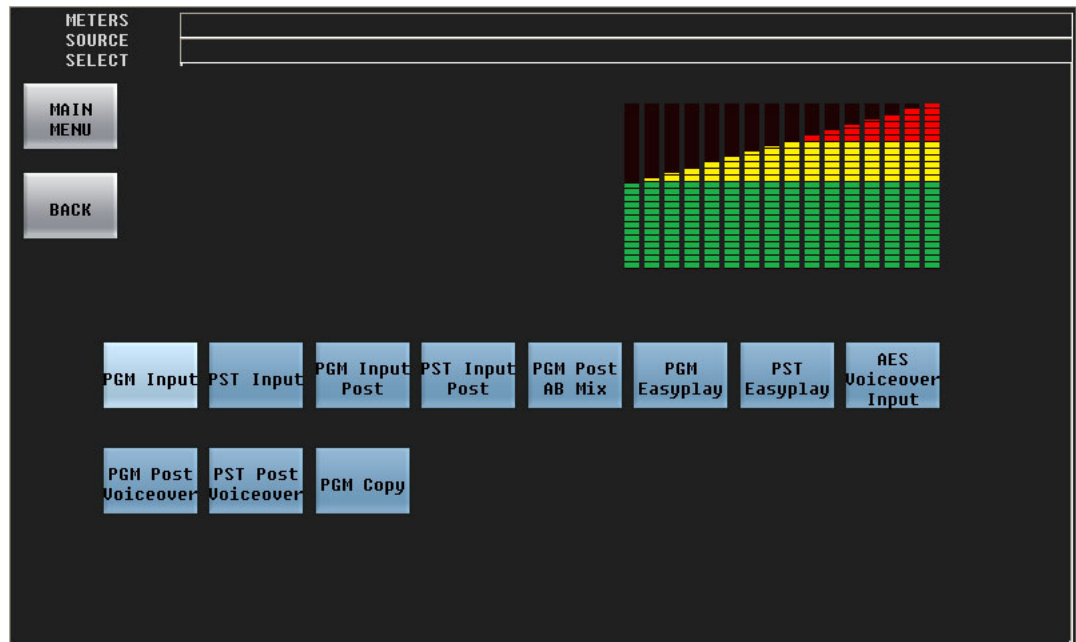 METERS
SOURCE
SELECT
MAIN
MENU
BACK
PGM Input
PST Input
PGM Input
Post
PST Input
Post
PGM Post
AB Mix
PGM
Easyplay
PST
Easyplay
AES
Voiceover
Input
PGM Post
Voiceover
PST Post
Voiceover
PGM Copy